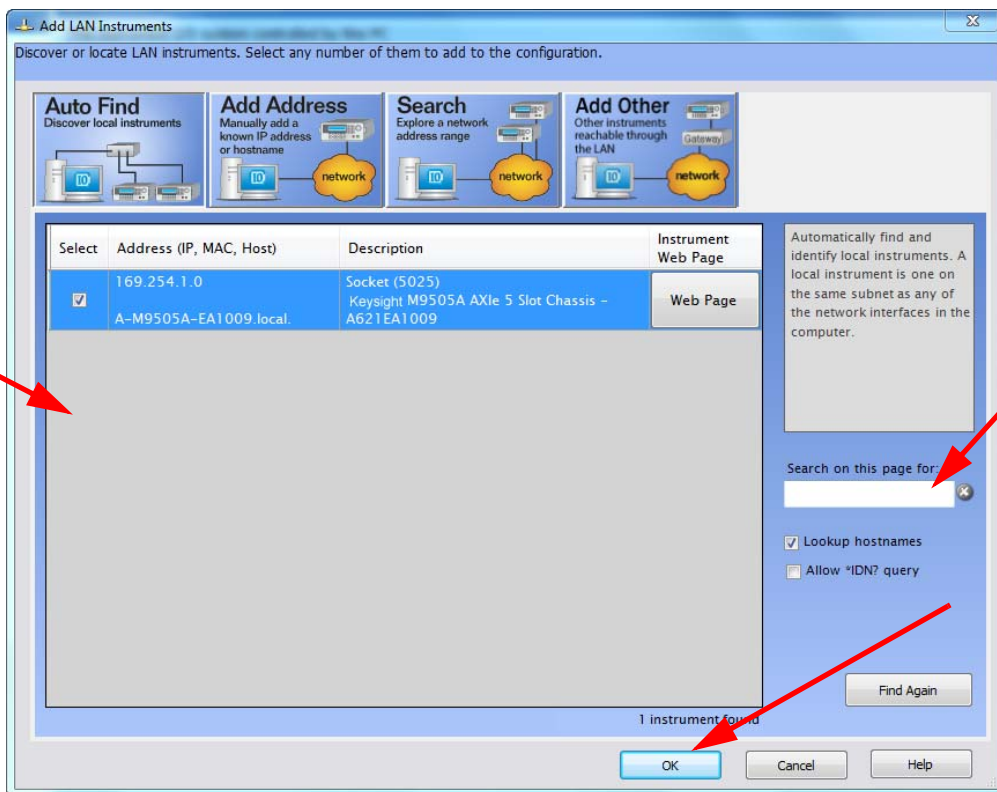 Add LAN Instruments
Discover or locate LAN instruments. Select any number of them to add to the configuration.
Auto Find
Discover local instruments
IO
Add Address
Manually add a
known IP address
or hostname
IO
network
Search
Explore a network
address range
IO
network
Add Other
Other instruments
reachable through
the LAN
Gateway
IO
network
Select
Address (IP, MAC, Host)
Description
Instrument
Web Page
169.254.1.0
A-M9505A-EA1009.local.
Socket (5025)
Keysight M9505A AXIe 5 Slot Chassis -
A621EA1009
Web Page
1 instrument found
Automatically find and
identify local instruments. A
local instrument is one on
the same subnet as any of
the network interfaces in the
computer.
Search on this page for:
Lookup hostnames
Allow *IDN? query
Find Again
OK
Cancel
Help